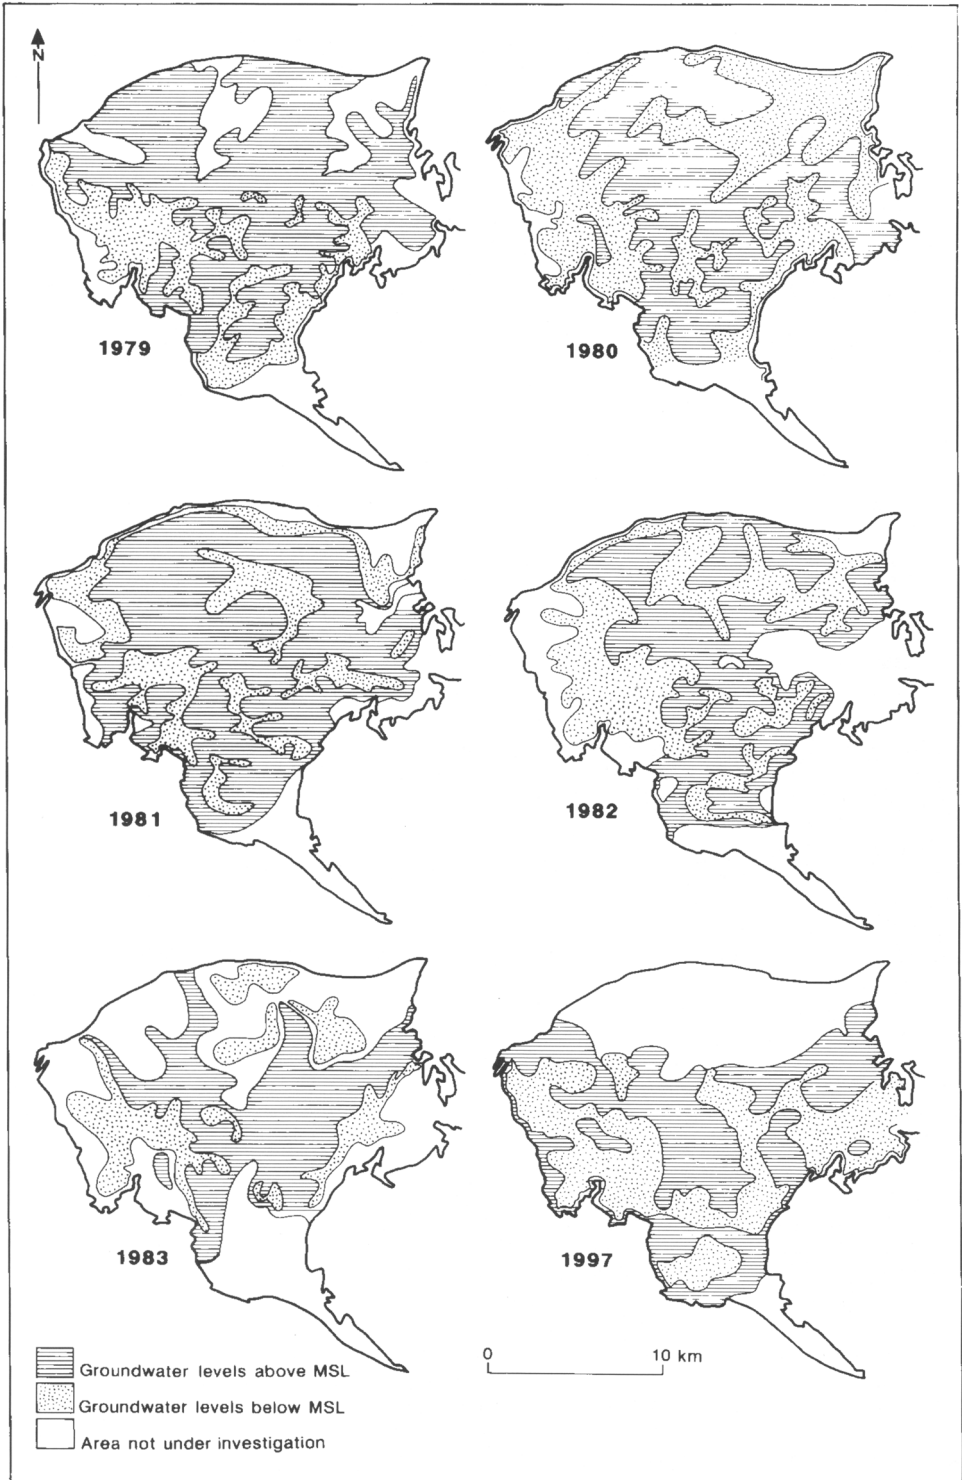 N
1979
1980
1981
1982
1983
1997
0 10 km
Groundwater levels above MSL
Groundwater levels below MSL
Area not under investigation